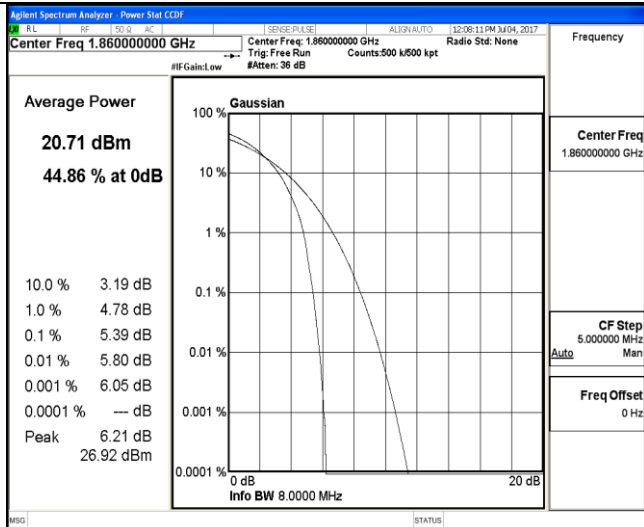 Agilent Spectrum Analyzer - Power Stat CCDF
RL RF 50 Ω AC SENSE:PULSE ALIGN AUTO 12:08:11 PM Jul 04, 2017
Center Freq 1.860000000 GHz
Center Freq: 1.860000000 GHz Radio Std: None
Trig: Free Run Counts:500 k/500 kpt
#IFGain:Low #Atten: 36 dB
Frequency
Average Power
20.71 dBm
44.86 % at 0dB
10.0 % 3.19 dB
1.0 % 4.78 dB
0.1 % 5.39 dB
0.01 % 5.80 dB
0.001 % 6.05 dB
0.0001 % --- dB
Peak 6.21 dB
26.92 dBm
Gaussian
100 %
10 %
1 %
0.1 %
0.01 %
0.001 %
0.0001 %
0 dB 20 dB
Info BW 8.0000 MHz
Center Freq
1.860000000 GHz
CF Step
5.000000 MHz
Auto Man
Freq Offset
0 Hz
MSG STATUS